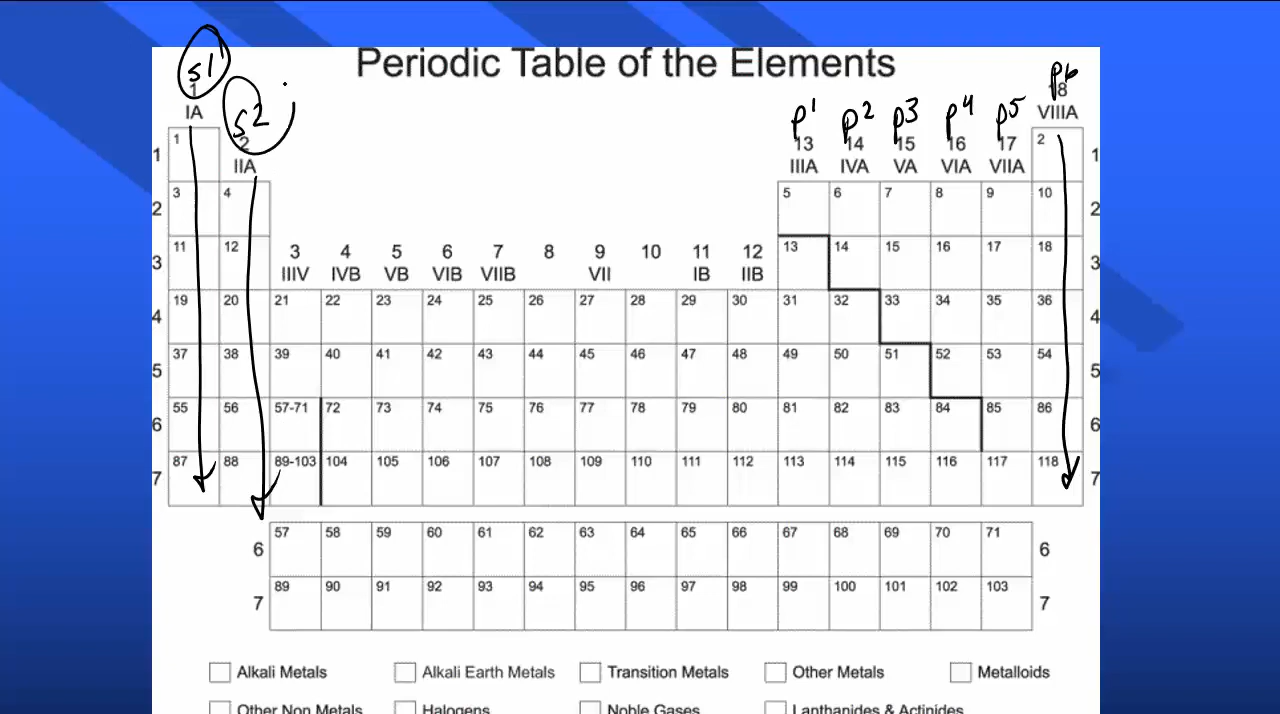 Periodic Table of the Elements
s1 s2 p1 p2 p3 p4 p5 p6
1 2 13 14 15 16 17 18
IA IIA IIIA IVA VA VIA VIIA VIIIA
1 1 2 1
2 3 4 5 6 7 8 9 10 2
3 11 12 3 4 5 6 7 8 9 10 11 12 13 14 15 16 17 18 3
IIIV IVB VB VIB VIIB VII IB IIB
4 19 20 21 22 23 24 25 26 27 28 29 30 31 32 33 34 35 36 4
5 37 38 39 40 41 42 43 44 45 46 47 48 49 50 51 52 53 54 5
6 55 56 57-71 72 73 74 75 76 77 78 79 80 81 82 83 84 85 86 6
7 87 88 89-103 104 105 106 107 108 109 110 111 112 113 114 115 116 117 118 7
6 57 58 59 60 61 62 63 64 65 66 67 68 69 70 71 6
7 89 90 91 92 93 94 95 96 97 98 99 100 101 102 103 7
Alkali Metals Alkali Earth Metals Transition Metals Other Metals Metalloids
Other Non Metals Halogens Noble Gases Lanthanides & Actinides